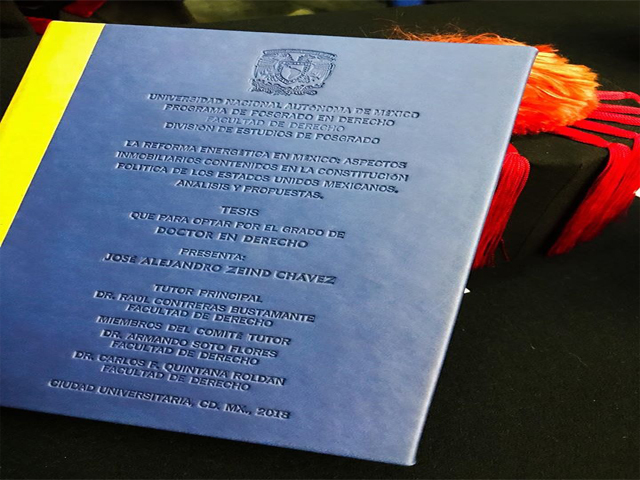 UNIVERSIDAD NACIONAL AUTÓNOMA DE MÉXICO
PROGRAMA DE POSGRADO EN DERECHO
FACULTAD DE DERECHO
DIVISIÓN DE ESTUDIOS DE POSGRADO
LA REFORMA ENERGÉTICA EN MÉXICO: ASPECTOS
INMOBILIARIOS CONTENIDOS EN LA CONSTITUCIÓN
POLÍTICA DE LOS ESTADOS UNIDOS MEXICANOS.
ANÁLISIS Y PROPUESTAS.
TESIS
QUE PARA OPTAR POR EL GRADO DE
DOCTOR EN DERECHO
PRESENTA:
JOSÉ ALEJANDRO ZEIND CHÁVEZ
TUTOR PRINCIPAL
DR. RAÚL CONTRERAS BUSTAMANTE
FACULTAD DE DERECHO
MIEMBROS DEL COMITÉ TUTOR
DR. ARMANDO SOTO FLORES
FACULTAD DE DERECHO
DR. CARLOS F. QUINTANA ROLDÁN
FACULTAD DE DERECHO
CIUDAD UNIVERSITARIA, CD. MX., 2018